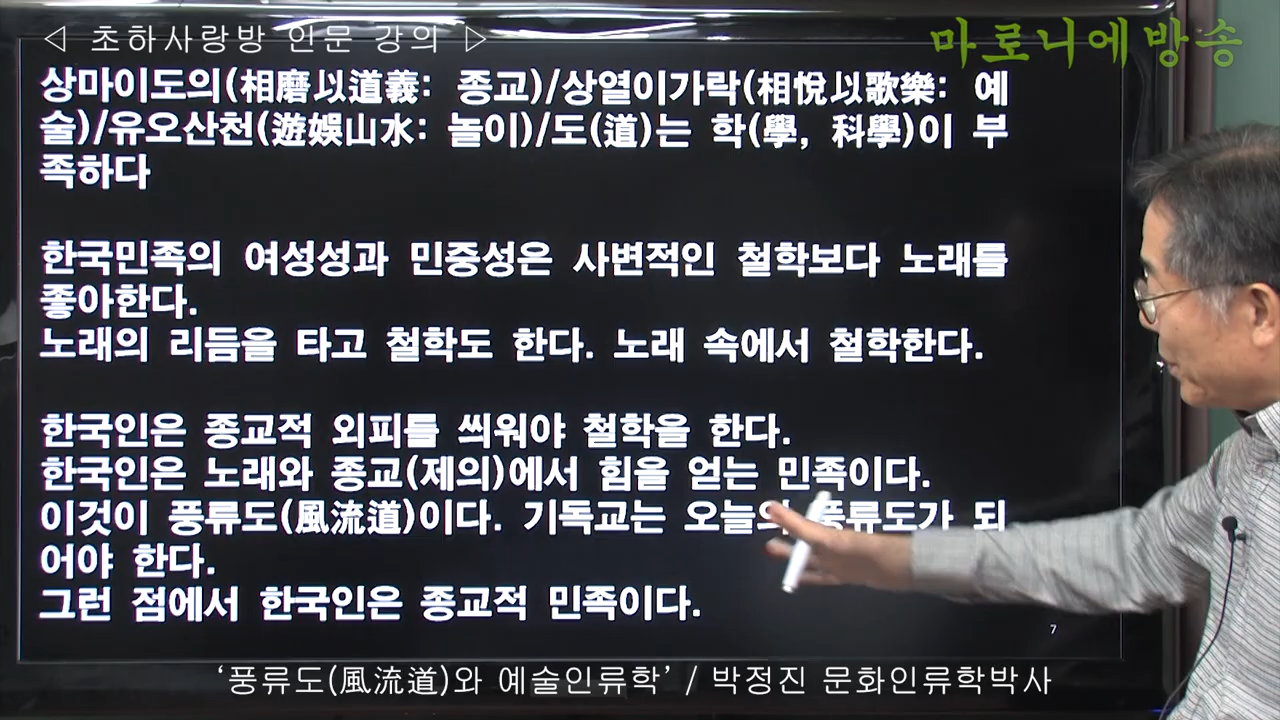 ◁ 초하사랑방 인문 강의 ▷
마로니에방송
상마이도의(相磨以道義: 종교)/상열이가락(相悅以歌樂: 예
술)/유오산천(遊娛山水: 놀이)/도(道)는 학(學, 科學)이 부
족하다
한국민족의 여성성과 민중성은 사변적인 철학보다 노래를
좋아한다.
노래의 리듬을 타고 철학도 한다. 노래 속에서 철학한다.
한국인은 종교적 외피를 씌워야 철학을 한다.
한국인은 노래와 종교(제의)에서 힘을 얻는 민족이다.
이것이 풍류도(風流道)이다. 기독교는 오늘의 풍류도가 되
어야 한다.
그런 점에서 한국인은 종교적 민족이다.
7
‘풍류도(風流道)와 예술인류학’ / 박정진 문화인류학박사